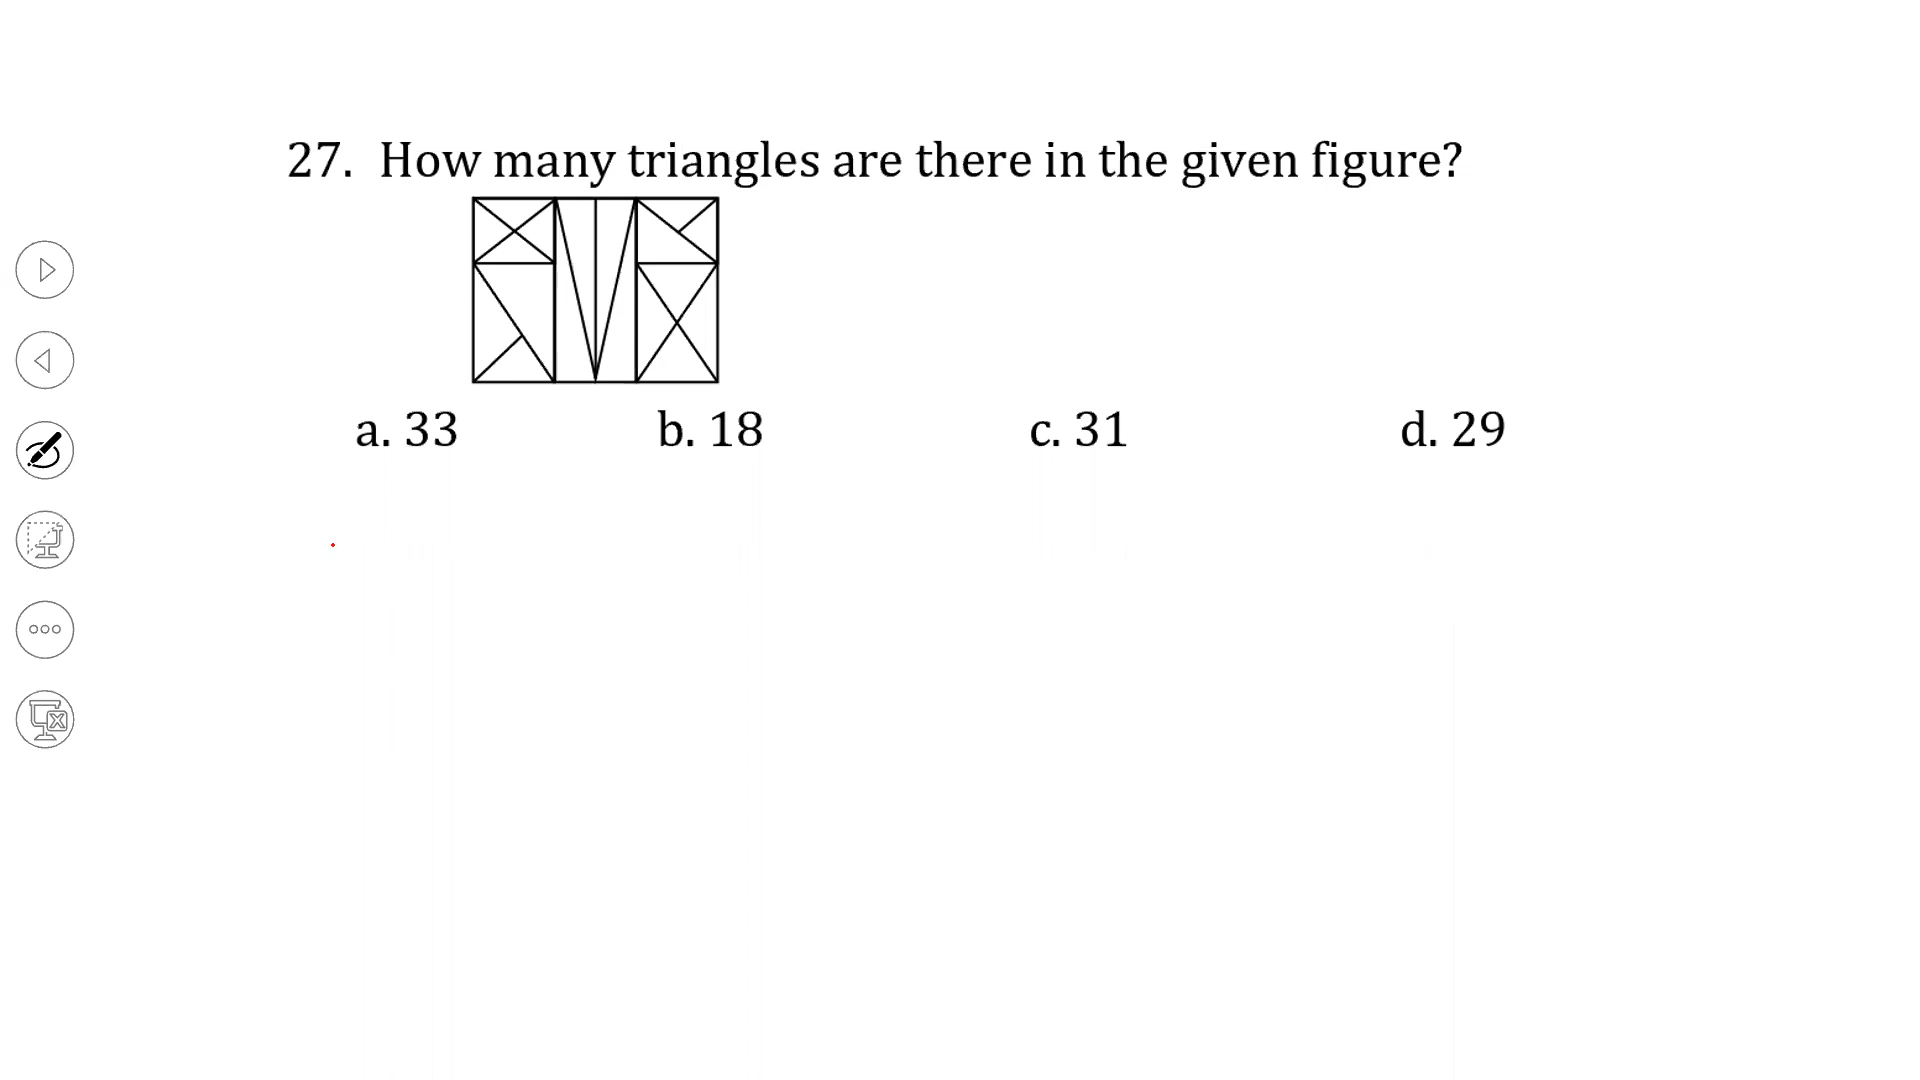 27. How many triangles are there in the given figure?
a. 33 b. 18 c. 31 d. 29